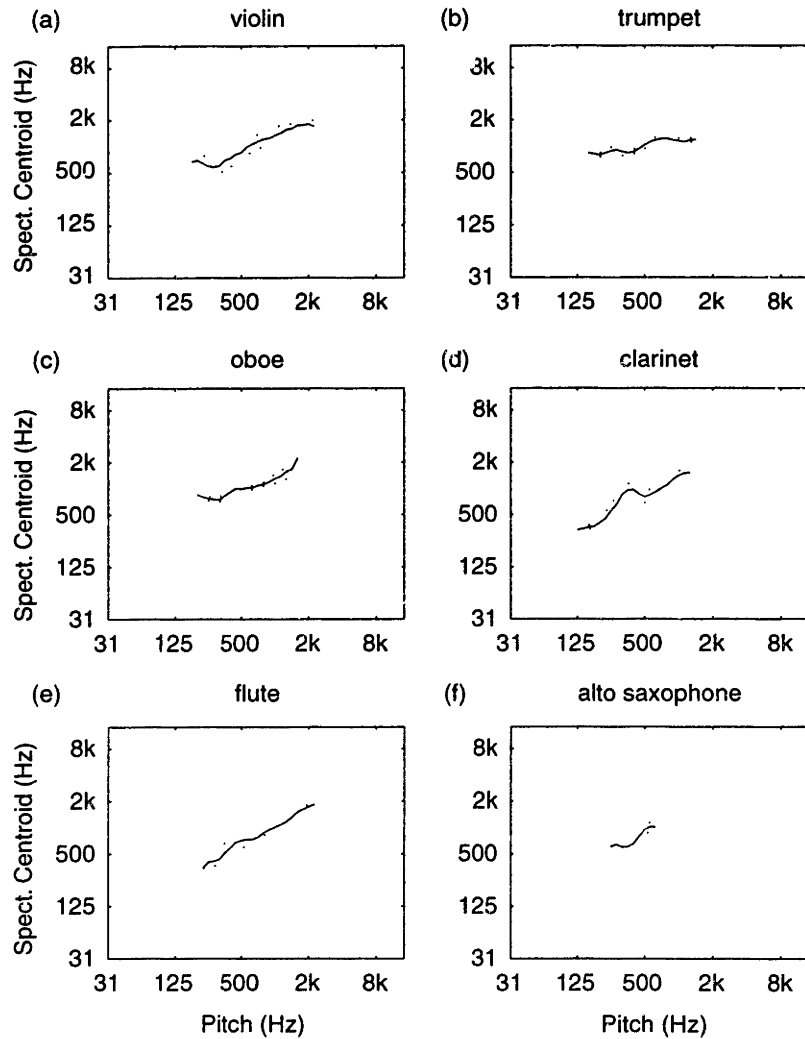 (a) violin
(b) trumpet
8k
2k
500
125
31
Spect. Centroid (Hz)
31 125 500 2k 8k
8k
2k
500
125
31
31 125 500 2k 8k
(c) oboe
(d) clarinet
8k
2k
500
125
31
Spect. Centroid (Hz)
31 125 500 2k 8k
8k
2k
500
125
31
31 125 500 2k 8k
(e) flute
(f) alto saxophone
8k
2k
500
125
31
Spect. Centroid (Hz)
31 125 500 2k 8k
Pitch (Hz)
8k
2k
500
125
31
31 125 500 2k 8k
Pitch (Hz)